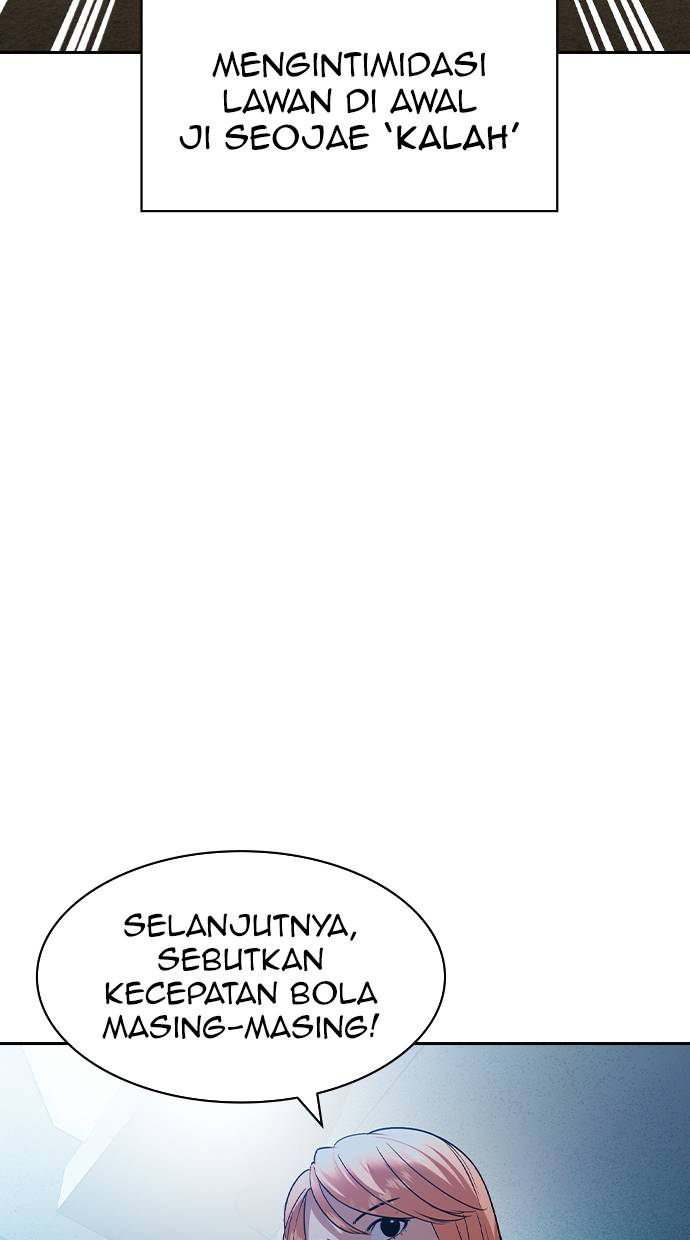 MENGINTIMIDASI
LAWAN DI AWAL
JI SEOJAE ‘KALAH’
SELANJUTNYA,
SEBUTKAN
KECEPATAN BOLA
MASING-MASING!